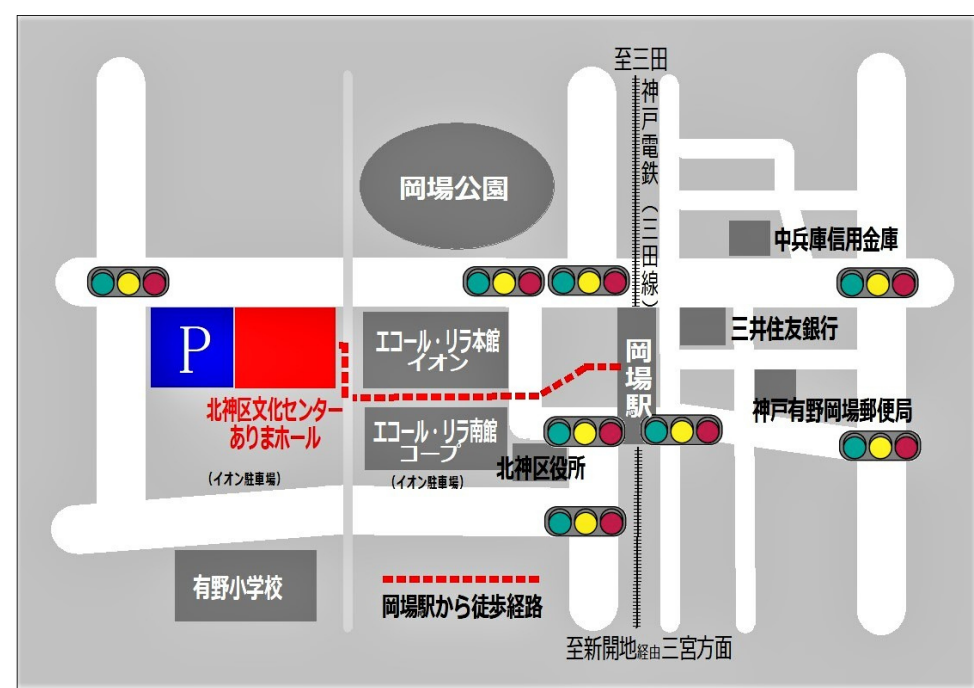 至三田
神戸電鉄（三田線）
岡場公園
中兵庫信用金庫
P
エコール・リラ本館
イオン
岡場駅
三井住友銀行
北神区文化センター
ありまホール
エコール・リラ南館
コープ
神戸有野岡場郵便局
北神区役所
（イオン駐車場）
（イオン駐車場）
有野小学校
岡場駅から徒歩経路
至新開地経由三宮方面